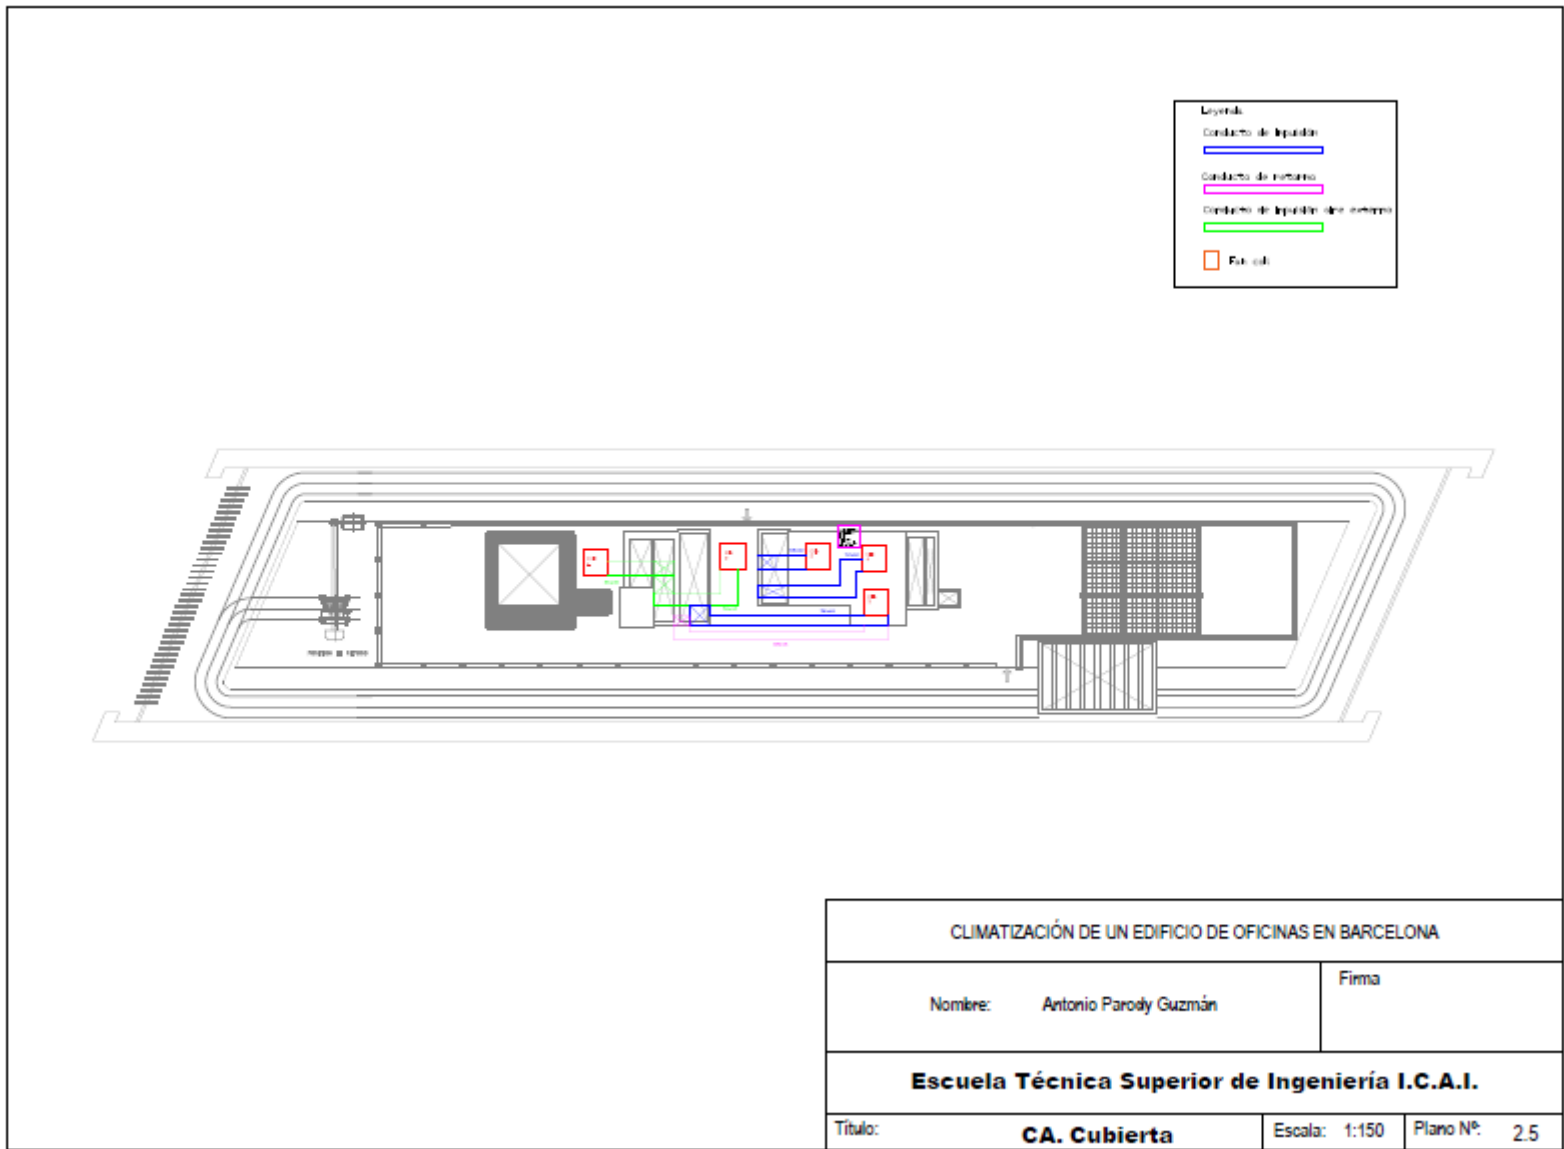 Leyenda
Conducto de impulsión
Conducto de retorno
Conducto de impulsión aire externo
Fan coil
CLIMATIZACIÓN DE UN EDIFICIO DE OFICINAS EN BARCELONA
Nombre: Antonio Parody Guzmán
Firma
Escuela Técnica Superior de Ingeniería I.C.A.I.
Título: CA. Cubierta
Escala: 1:150
Plano Nº: 2.5